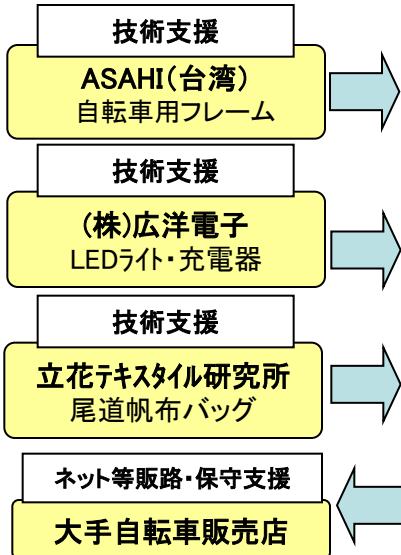 技術支援
ASAHI(台湾)
自転車用フレーム
技術支援
(株)広洋電子
LEDﾗｲﾄ・充電器
技術支援
立花ﾃｷｽﾀｲﾙ研究所
尾道帆布バッグ
ネット等販路・保守支援
大手自転車販売店